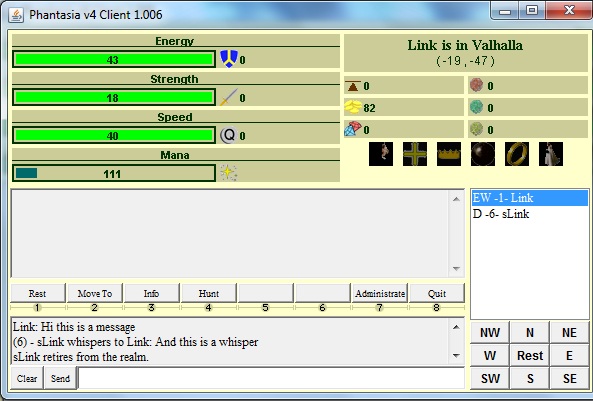 Phantasia v4 Client 1.006
Energy
43 0
Strength
18 0
Speed
40 Q 0
Mana
111
Link is in Valhalla
(-19,-47)
0 0
82 0
0 0
EW -1- Link
D -6- sLink
Rest Move To Info Hunt Administrate Quit
1 2 3 4 5 6 7 8
Link: Hi this is a message
(6) - sLink whispers to Link: And this is a whisper
sLink retires from the realm.
Clear Send
NW N NE
W Rest E
SW S SE